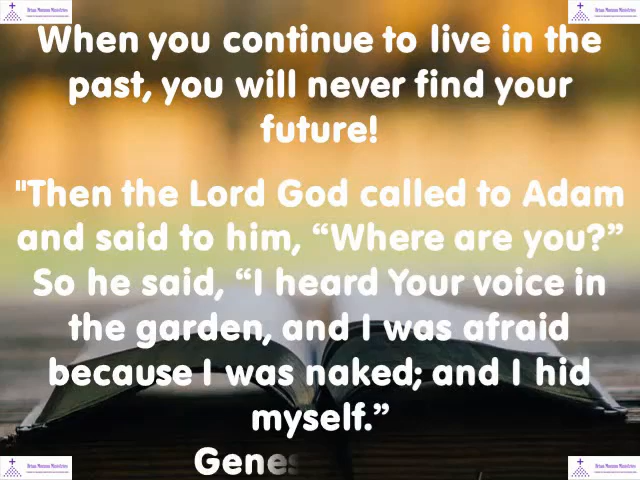 When you continue to live in the
past, you will never find your
future!
"Then the Lord God called to Adam
and said to him, “Where are you?”
So he said, “I heard Your voice in
the garden, and I was afraid
because I was naked; and I hid
myself.”
Genes